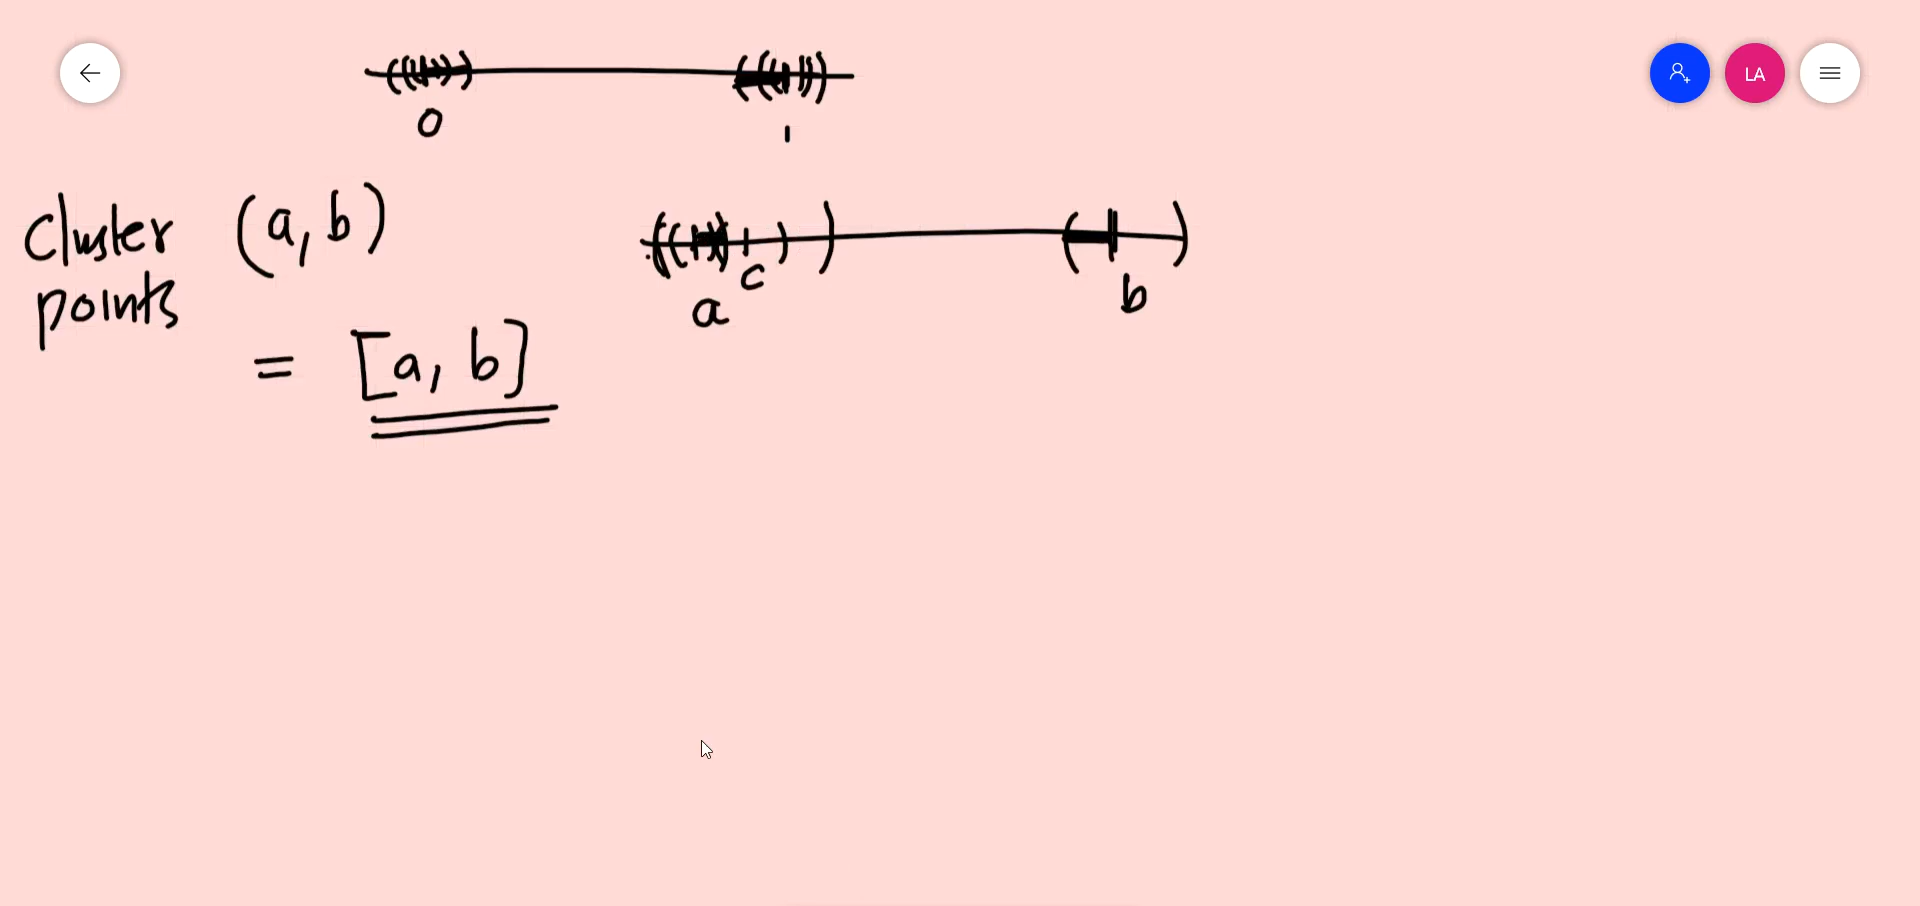 0 1
LA
Cluster (a, b)
points
a c b
= [a, b]